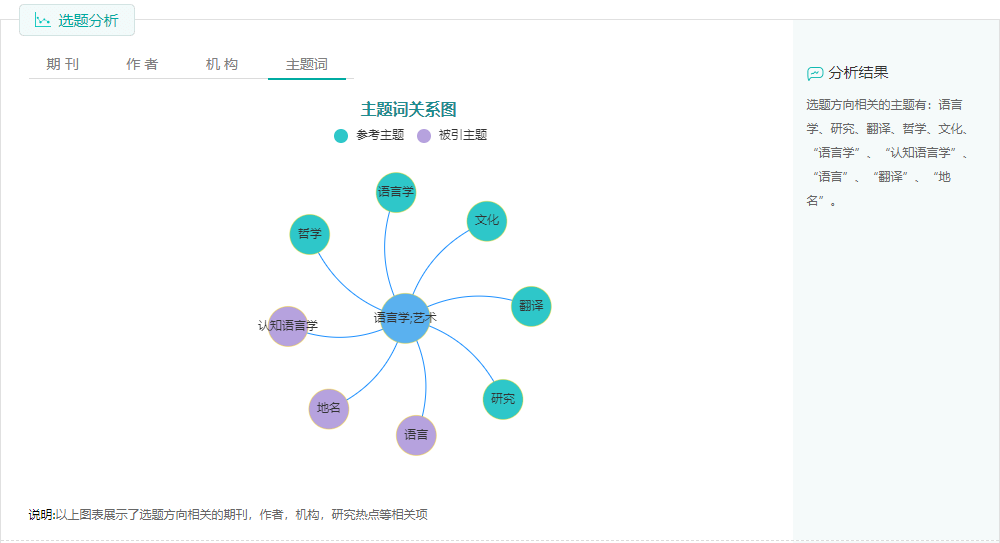 选题分析
期 刊
作 者
机 构
主题词
主题词关系图
参考主题
被引主题
语言学
文化
哲学
翻译
语言学;艺术
认知语言学
研究
地名
语言
说明:以上图表展示了选题方向相关的期刊，作者，机构，研究热点等相关项
分析结果
选题方向相关的主题有：语言
学、研究、翻译、哲学、文化、
“语言学”、“认知语言学”、
“语言”、“翻译”、“地
名”。